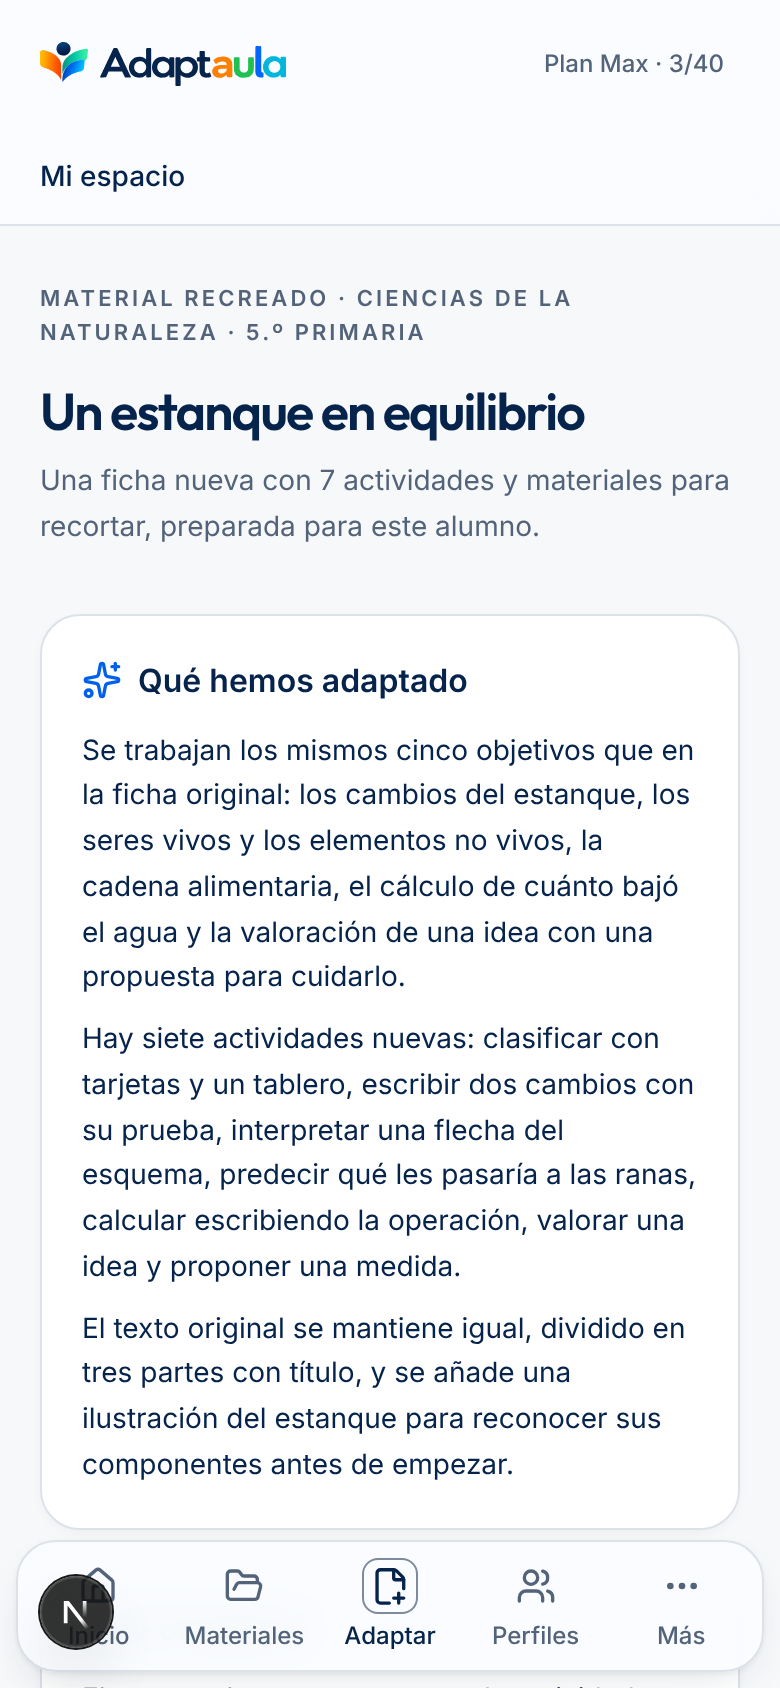 Adaptaula
Plan Max · 3/40
Mi espacio
MATERIAL RECREADO · CIENCIAS DE LA
NATURALEZA · 5.º PRIMARIA
Un estanque en equilibrio
Una ficha nueva con 7 actividades y materiales para
recortar, preparada para este alumno.
Qué hemos adaptado
Se trabajan los mismos cinco objetivos que en
la ficha original: los cambios del estanque, los
seres vivos y los elementos no vivos, la
cadena alimentaria, el cálculo de cuánto bajó
el agua y la valoración de una idea con una
propuesta para cuidarlo.
Hay siete actividades nuevas: clasificar con
tarjetas y un tablero, escribir dos cambios con
su prueba, interpretar una flecha del
esquema, predecir qué les pasaría a las ranas,
calcular escribiendo la operación, valorar una
idea y proponer una medida.
El texto original se mantiene igual, dividido en
tres partes con título, y se añade una
ilustración del estanque para reconocer sus
componentes antes de empezar.
N
Inicio
Materiales
Adaptar
Perfiles
Más